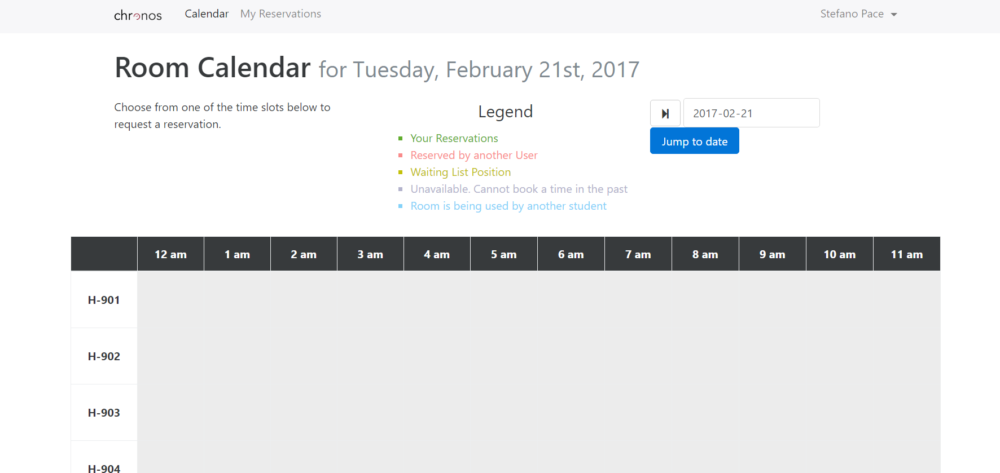 chronos Calendar My Reservations Stefano Pace
Room Calendar for Tuesday, February 21st, 2017
Choose from one of the time slots below to
request a reservation.
Legend
Your Reservations
Reserved by another User
Waiting List Position
Unavailable. Cannot book a time in the past
Room is being used by another student
2017-02-21
Jump to date
12 am 1 am 2 am 3 am 4 am 5 am 6 am 7 am 8 am 9 am 10 am 11 am
H-901
H-902
H-903
H-904